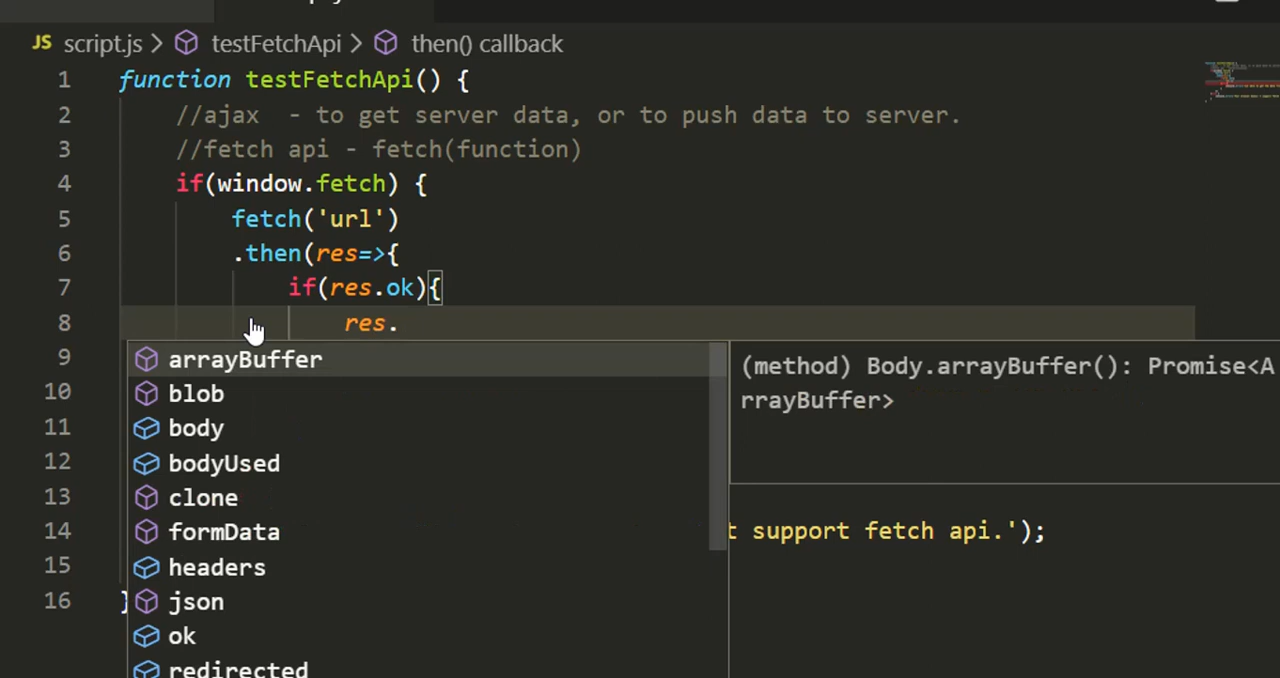 JS script.js > testFetchApi > then() callback
1 function testFetchApi() {
2 //ajax - to get server data, or to push data to server.
3 //fetch api - fetch(function)
4 if(window.fetch) {
5 fetch('url')
6 .then(res=>{
7 if(res.ok){
8 res.
9 arrayBuffer (method) Body.arrayBuffer(): Promise<A
rrayBuffer>
10 blob
11 body
12 bodyUsed
13 clone
14 formData t support fetch api.');
15 headers
16 } json
ok
redirected